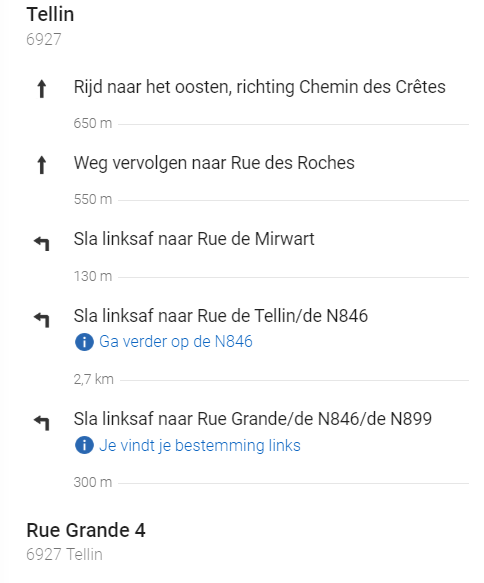 Tellin
6927
Rijd naar het oosten, richting Chemin des Crêtes
650 m
Weg vervolgen naar Rue des Roches
550 m
Sla linksaf naar Rue de Mirwart
130 m
Sla linksaf naar Rue de Tellin/de N846
Ga verder op de N846
2,7 km
Sla linksaf naar Rue Grande/de N846/de N899
Je vindt je bestemming links
300 m
Rue Grande 4
6927 Tellin